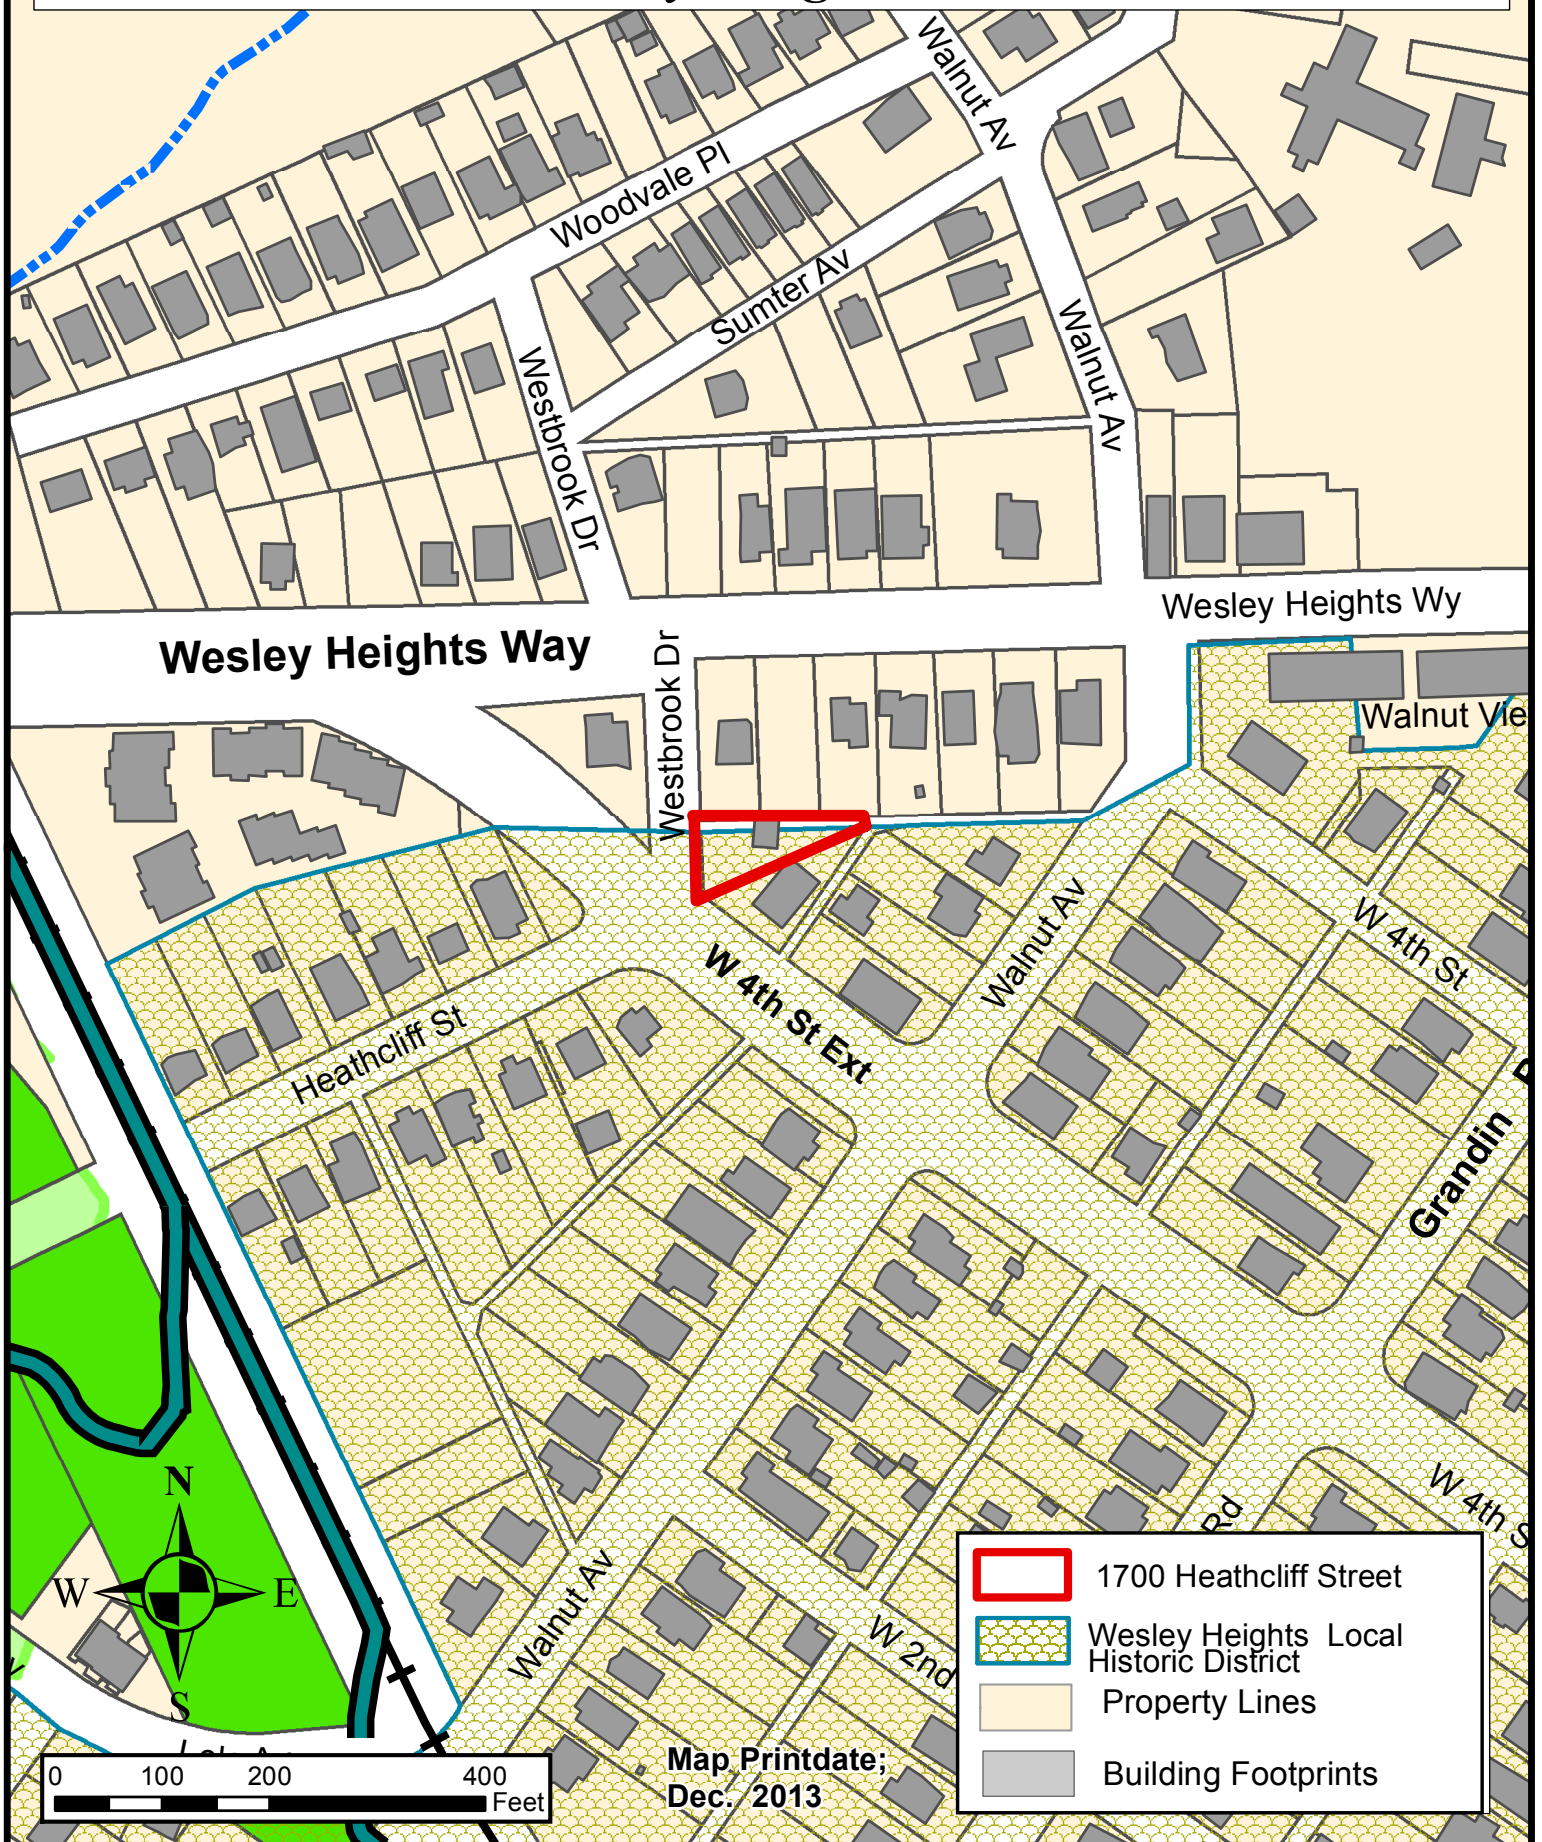 Walnut Av
Woodvale Pl
Sumter Av
Walnut Av
Westbrook Dr
Wesley Heights Wy
Wesley Heights Way
Westbrook Dr
Walnut Vie
W 4th St
Walnut Av
W 4th St Ext
Heathcliff St
Grandin
W 4th S
Rd
N
W E
S
Walnut Av
W 2nd
1700 Heathcliff Street
Wesley Heights Local
Historic District
Property Lines
Building Footprints
Map Printdate;
Dec. 2013
0 100 200 400
Feet